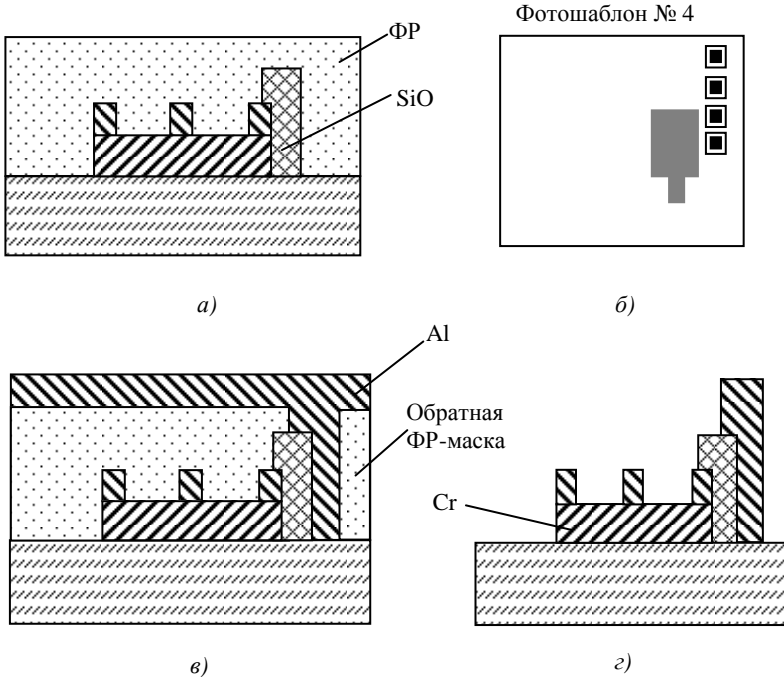 Фотошаблон № 4
ФР
SiO
а)
б)
Al
Обратная
ФР-маска
Cr
в)
г)